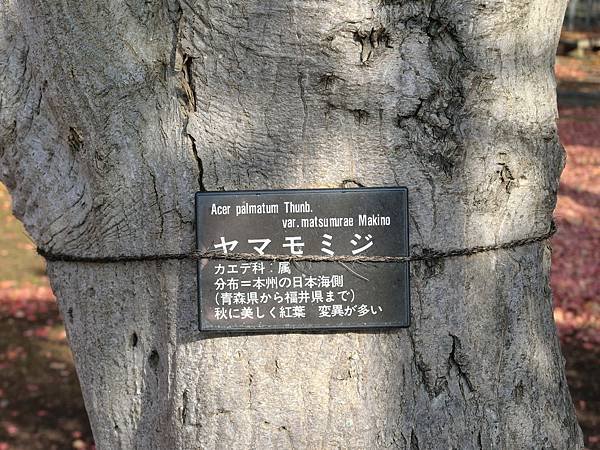 Acer palmatum Thunb.
var. matsumurae Makino
ヤマモミジ
カエデ科：属
分布＝本州の日本海側
（青森県から福井県まで）
秋に美しく紅葉　変異が多い